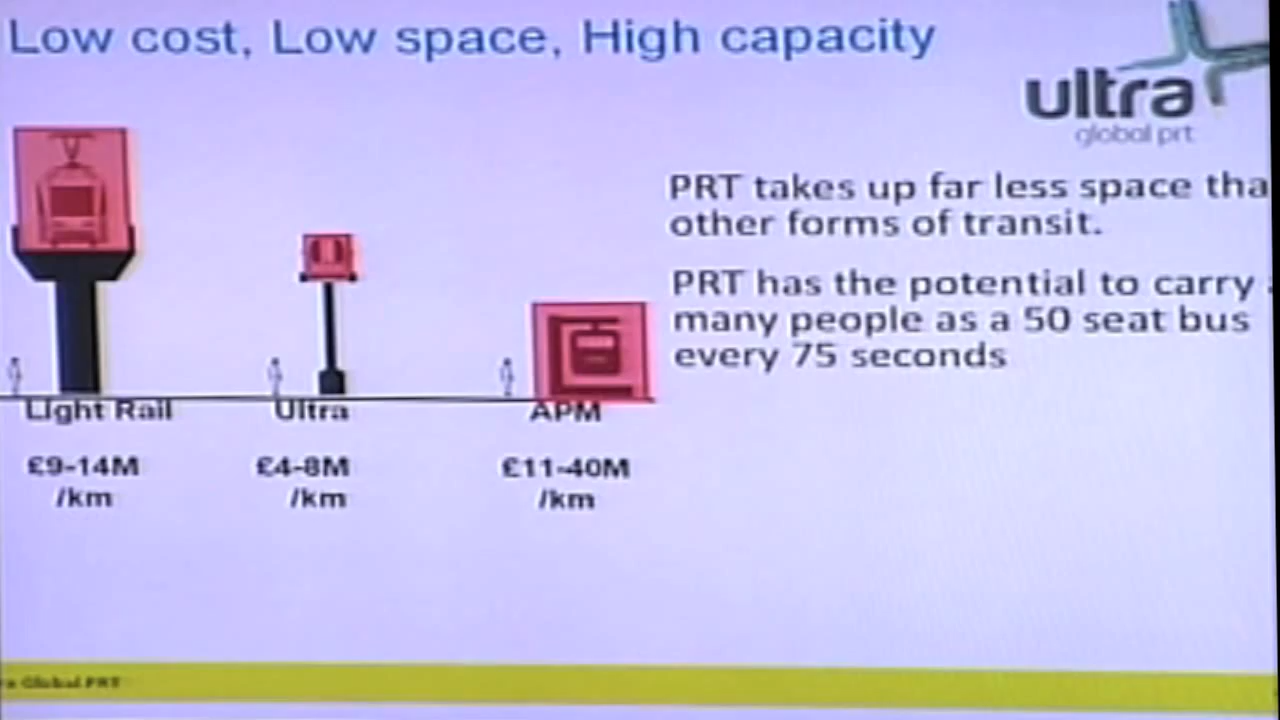 Low cost, Low space, High capacity
ultra
global prt
PRT takes up far less space tha
other forms of transit.
PRT has the potential to carry
many people as a 50 seat bus
every 75 seconds
Light Rail
Ultra
APM
£9-14M
/km
£4-8M
/km
£11-40M
/km
Global PRT